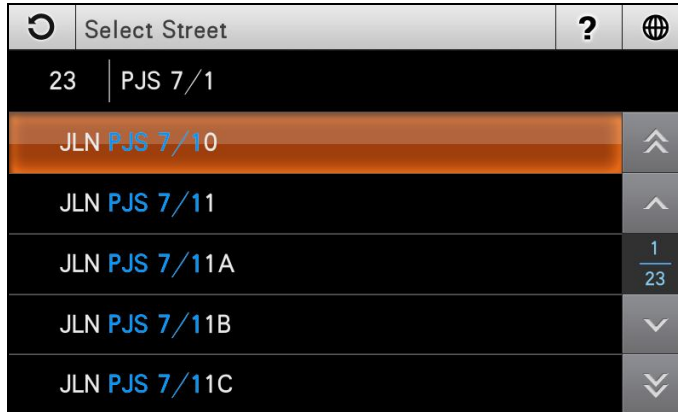 Select Street ?
23 PJS 7/1
JLN PJS 7/10
JLN PJS 7/11
JLN PJS 7/11A
1
23
JLN PJS 7/11B
JLN PJS 7/11C